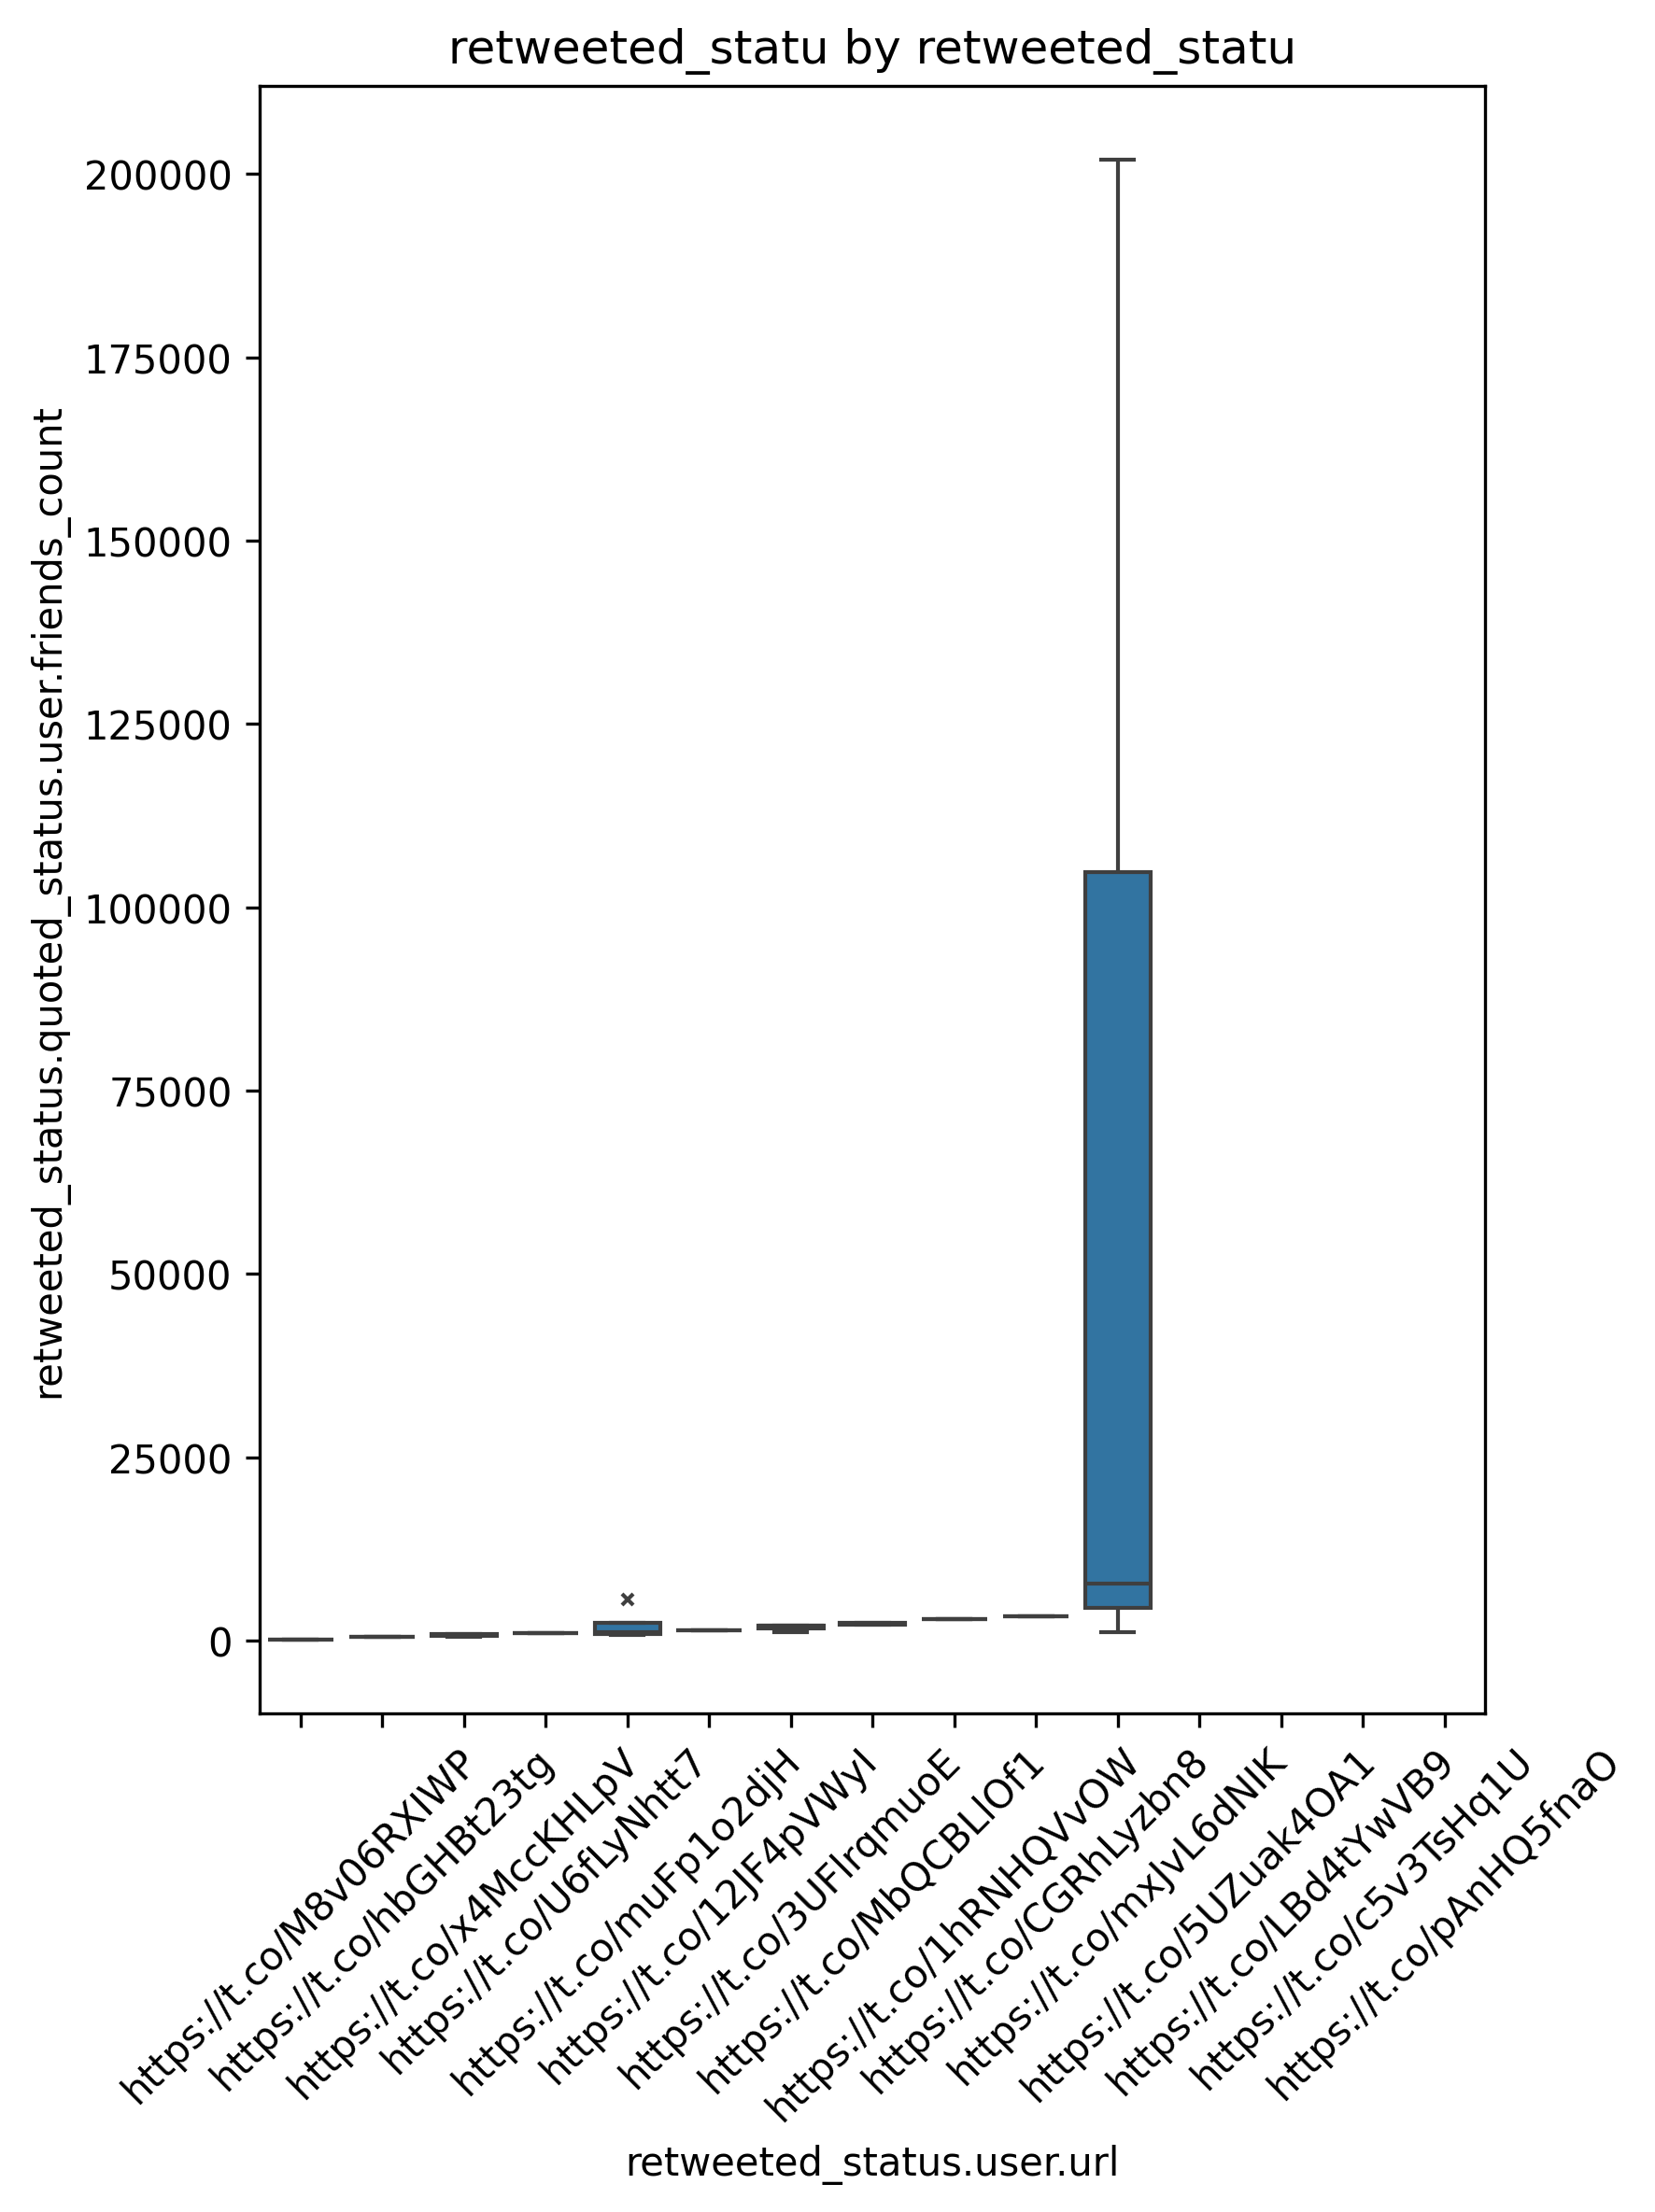 retweeted_statu by retweeted_statu
retweeted_status.quoted_status.user.friends_count
200000
175000
150000
125000
100000
75000
50000
25000
0
https://t.co/M8v06RXIWP
https://t.co/hbGHBt23tg
https://t.co/x4MccKHLpV
https://t.co/U6fLyNhtt7
https://t.co/muFp1o2djH
https://t.co/12JF4pVWyI
https://t.co/3UFlrqmuoE
https://t.co/MbQCBLlOf1
https://t.co/1hRNHQVvOW
https://t.co/CGRhLyzbn8
https://t.co/mxJvL6dNlK
https://t.co/5UZuak4OA1
https://t.co/LBd4tYwVB9
https://t.co/c5v3TsHq1U
https://t.co/pAnHQ5fnaO
retweeted_status.user.url